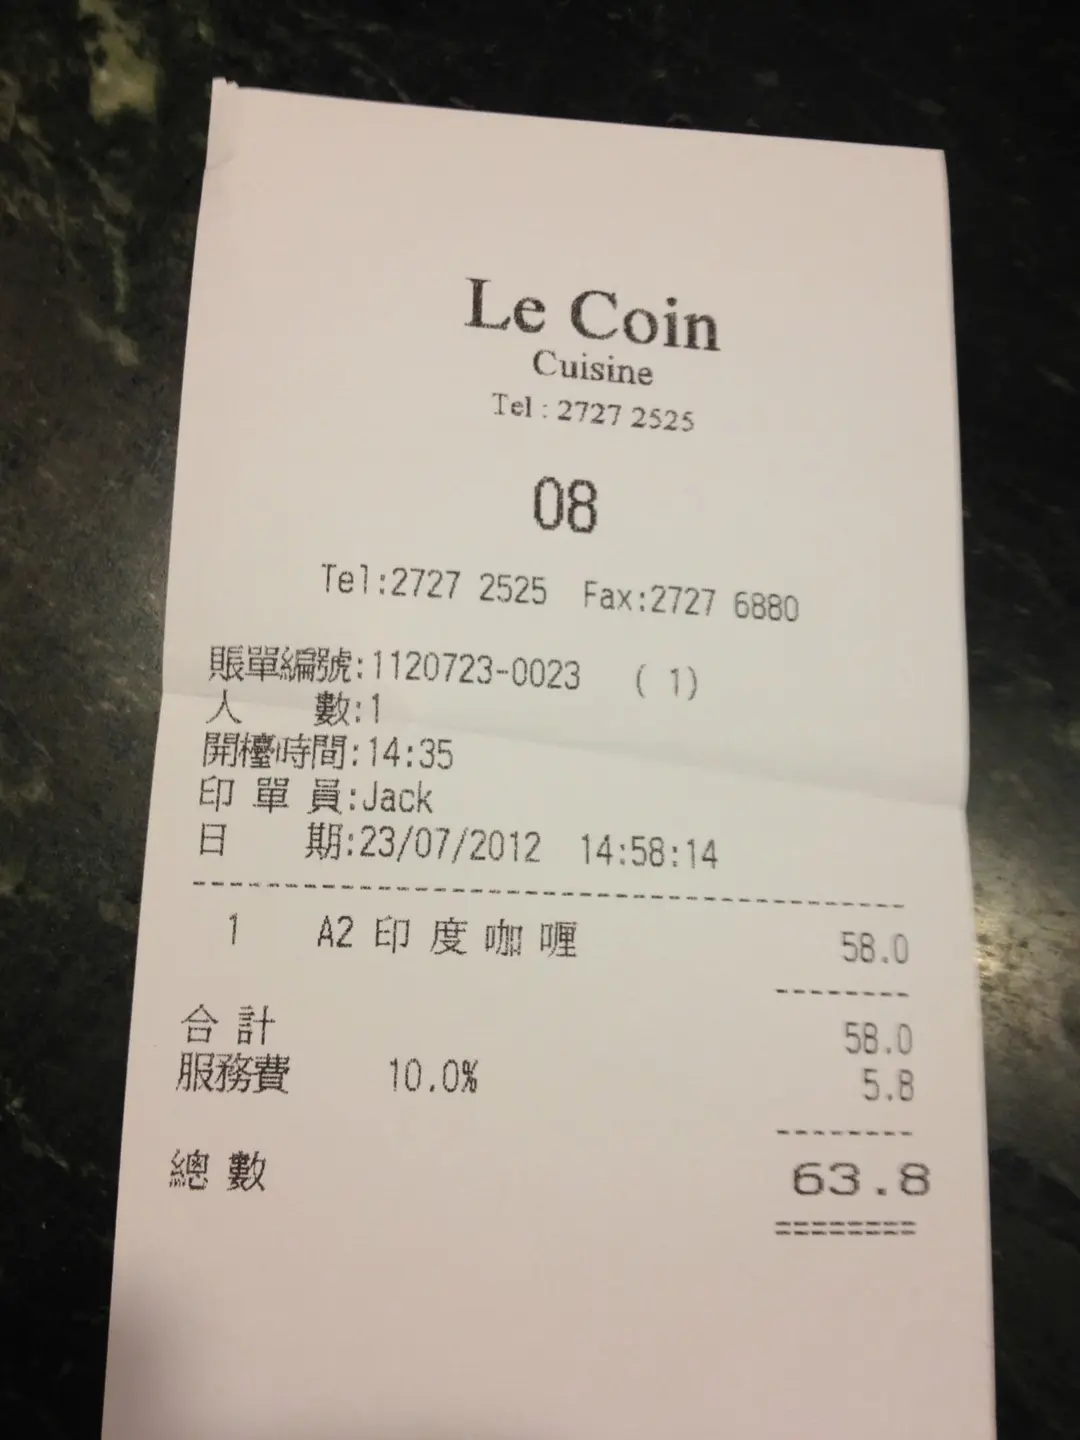 Le Coin
Cuisine
Tel : 2727 2525
08
Tel:2727 2525 Fax:2727 6880
賬單編號:1120723-0023 ( 1)
人 數:1
開檯時間:14:35
印 單 員:Jack
日 期:23/07/2012 14:58:14
1 A2 印 度 咖 喱 58.0
合 計 58.0
服務費 10.0% 5.8
總 數 63.8